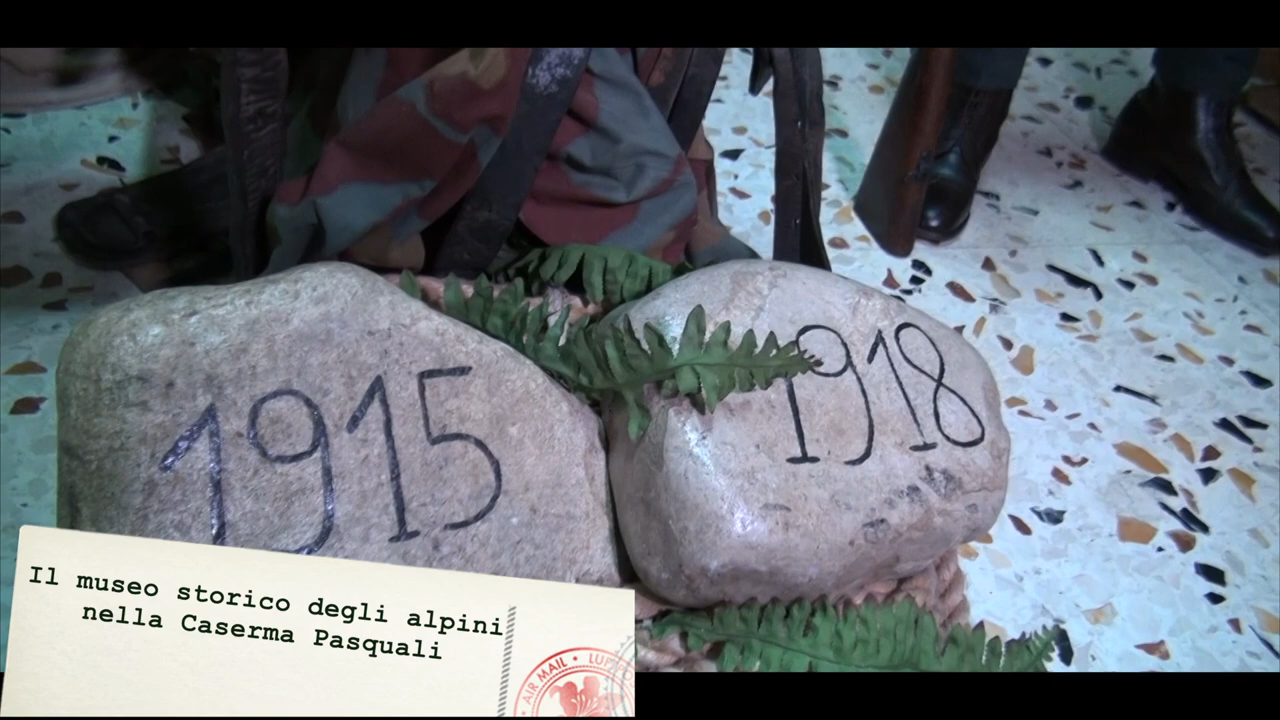 1915
1918
Il museo storico degli alpini
nella Caserma Pasquali
AIR MAIL